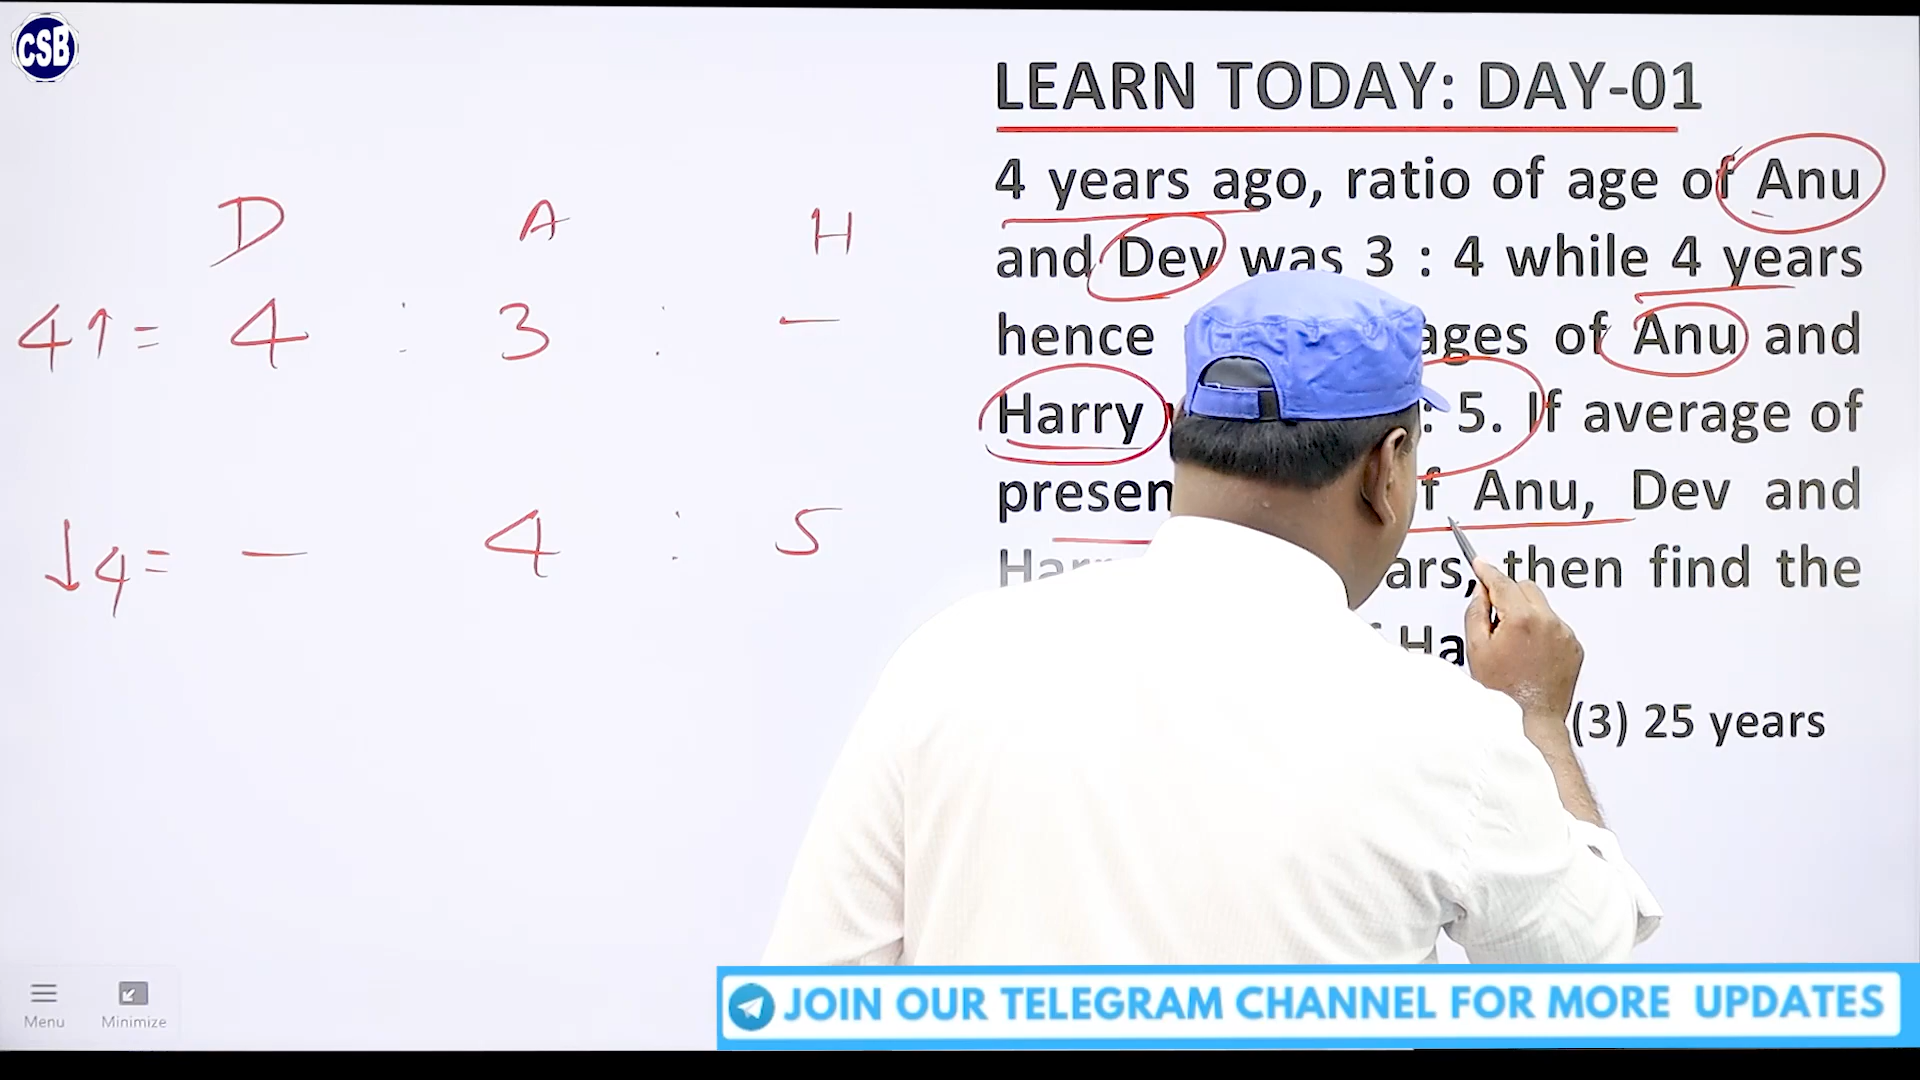 CSB
LEARN TODAY: DAY-01
4 years ago, ratio of age of Anu
and Dev was 3 : 4 while 4 years
hence ages of Anu and
Harry : 5. If average of
Anu, Dev and
then find the
(3) 25 years
D A H
4↑= 4 : 3 : —
↓4= — 4 : 5
Menu Minimize
JOIN OUR TELEGRAM CHANNEL FOR MORE UPDATES